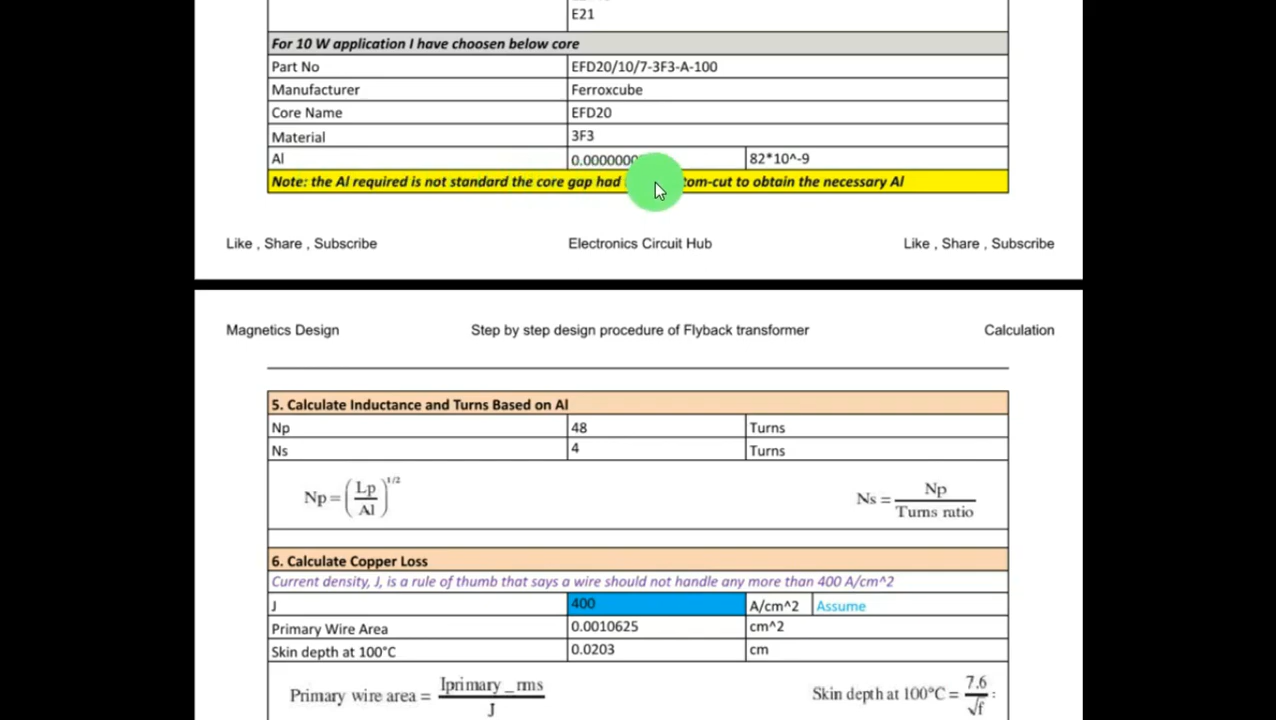 E21
For 10 W application I have choosen below core
Part No EFD20/10/7-3F3-A-100
Manufacturer Ferroxcube
Core Name EFD20
Material 3F3
Al 0.0000000 82*10^-9
Note: the Al required is not standard the core gap had tom-cut to obtain the necessary Al
Like , Share , Subscribe Electronics Circuit Hub Like , Share , Subscribe
Magnetics Design Step by step design procedure of Flyback transformer Calculation
5. Calculate Inductance and Turns Based on Al
Np 48 Turns
Ns 4 Turns
Np = (Lp/Al)^1/2 Ns = Np/Turns ratio
6. Calculate Copper Loss
Current density, J, is a rule of thumb that says a wire should not handle any more than 400 A/cm^2
J 400 A/cm^2 Assume
Primary Wire Area 0.0010625 cm^2
Skin depth at 100°C 0.0203 cm
Primary wire area = Iprimary_rms/J Skin depth at 100°C = 7.6/√f :